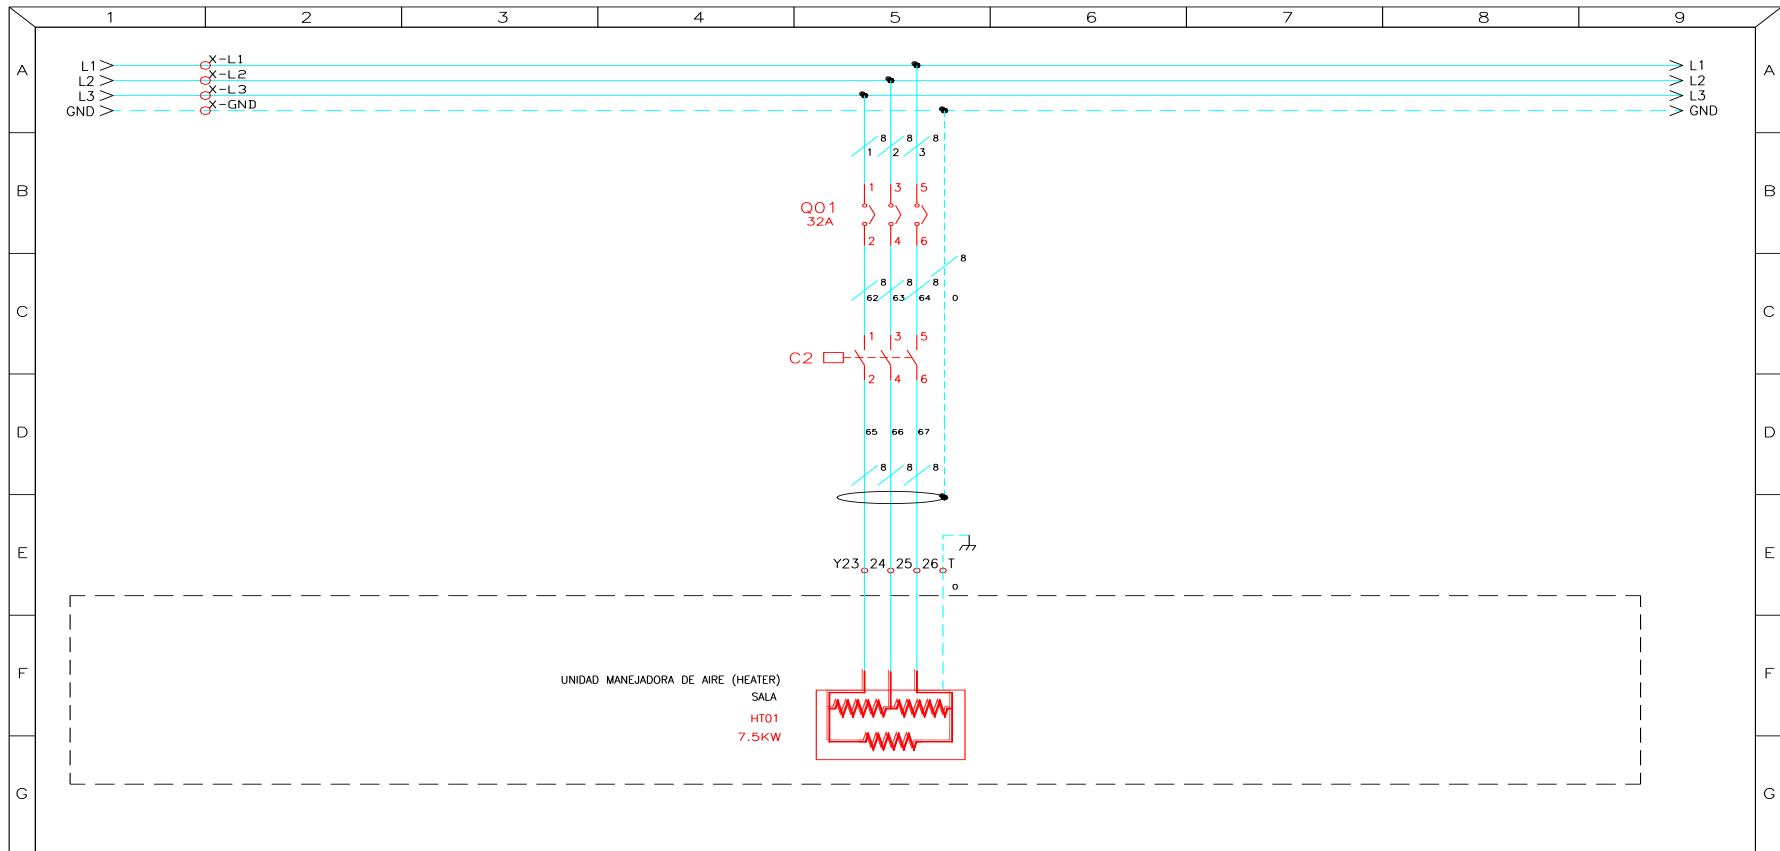 1 2 3 4 5 6 7 8 9
A A
L1 X-L1 L1
L2 X-L2 L2
L3 X-L3 L3
GND X-GND GND
8 8 8
1 2 3
B B
1 3 5
Q01
32A
2 4 6
8
8 8 8
62 63 64 0
C C
1 3 5
C2
2 4 6
D D
65 66 67
8 8 8
E E
Y23 24 25 26 T
0
F F
UNIDAD MANEJADORA DE AIRE (HEATER)
SALA
HT01
7.5KW
G G